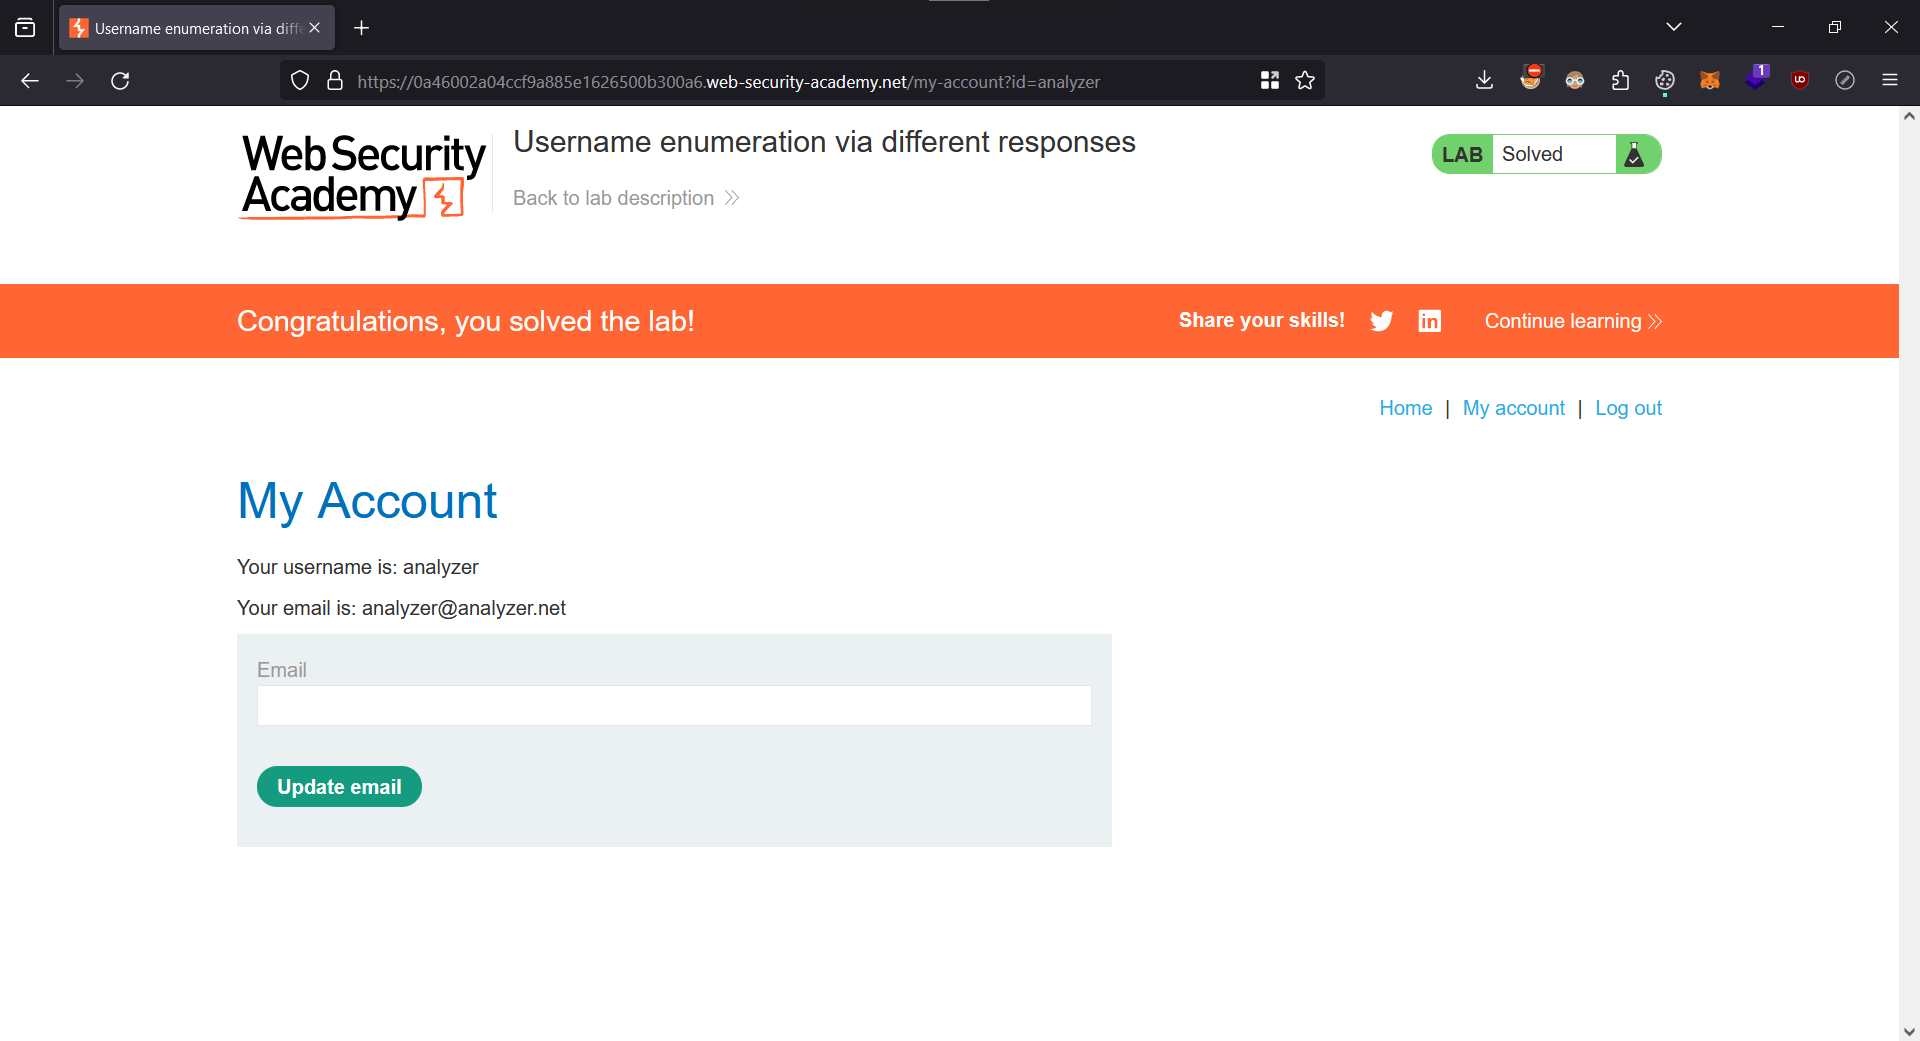 Username enumeration via diffe
https://0a46002a04ccf9a885e1626500b300a6.web-security-academy.net/my-account?id=analyzer
1
Web Security
Academy
Username enumeration via different responses
Back to lab description
LAB Solved
Congratulations, you solved the lab!
Share your skills!
in
Continue learning
Home | My account | Log out
My Account
Your username is: analyzer
Your email is: analyzer@analyzer.net
Email
Update email